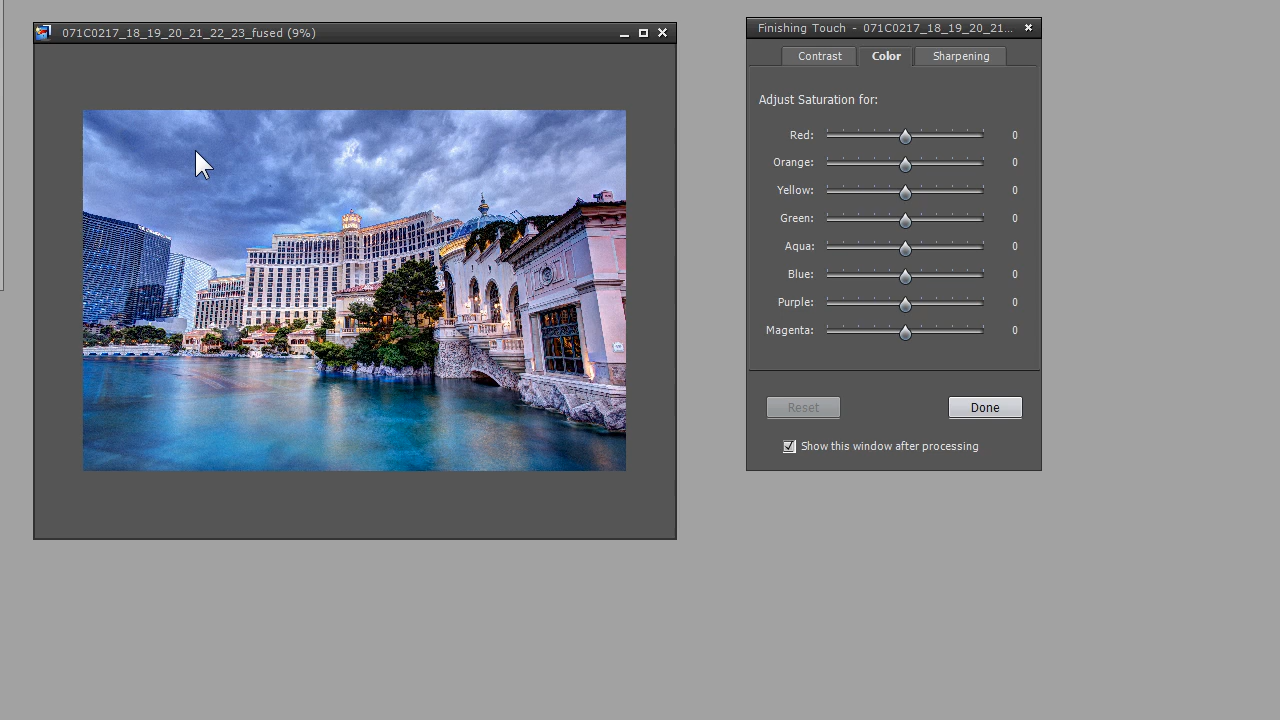 071C0217_18_19_20_21_22_23_fused (9%)
Finishing Touch - 071C0217_18_19_20_21...
Contrast Color Sharpening
Adjust Saturation for:
Red: 0
Orange: 0
Yellow: 0
Green: 0
Aqua: 0
Blue: 0
Purple: 0
Magenta: 0
Reset Done
Show this window after processing